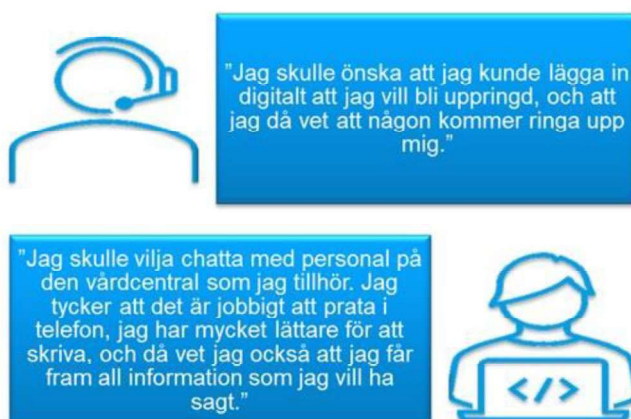 ”Jag skulle önska att jag kunde lägga in
digitalt att jag vill bli uppringd, och att
jag då vet att någon kommer ringa upp
mig.”
”Jag skulle vilja chatta med personal på
den vårdcentral som jag tillhör. Jag
tycker att det är jobbigt att prata i
telefon, jag har mycket lättare för att
skriva, och då vet jag också att jag får
fram all information som jag vill ha
sagt.”
</>